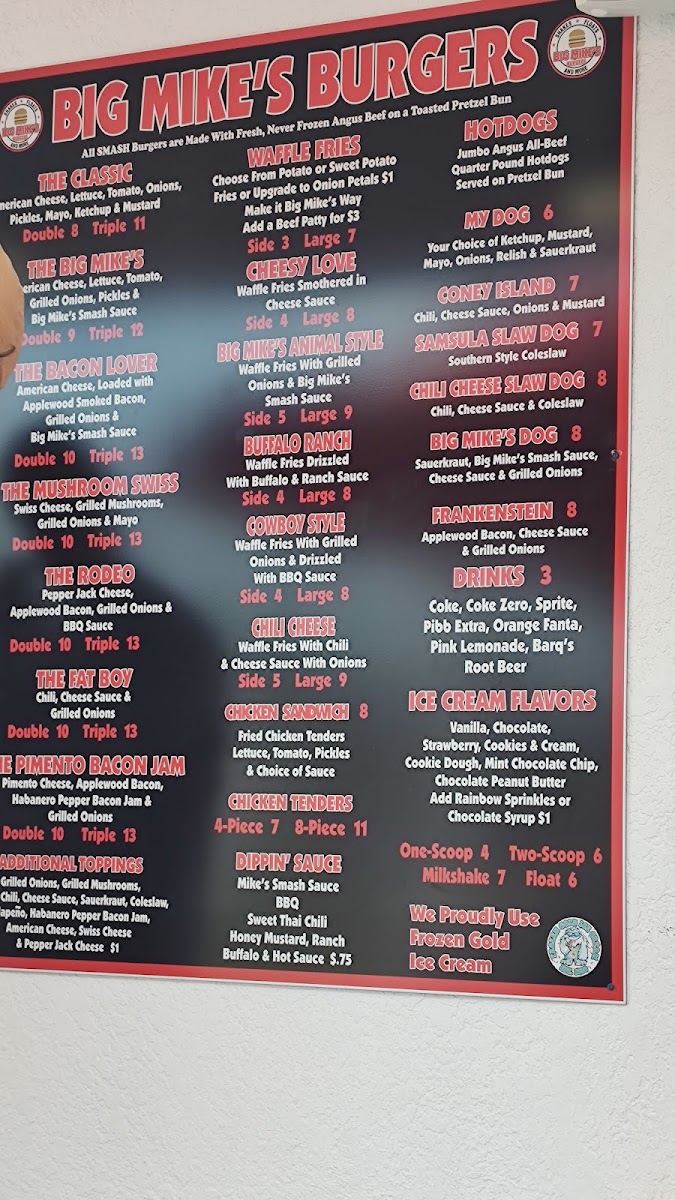 BIG MIKE'S BURGERS
All SMASH Burgers are Made With Fresh, Never Frozen Angus Beef on a Toasted Pretzel Bun
SHAKES FLOATS
BIG MIKE'S
BURGERS
AND MORE
THE CLASSIC
American Cheese, Lettuce, Tomato, Onions,
Pickles, Mayo, Ketchup & Mustard
Double 8 Triple 11
THE BIG MIKE'S
American Cheese, Lettuce, Tomato,
Grilled Onions, Pickles &
Big Mike's Smash Sauce
Double 9 Triple 12
THE BACON LOVER
American Cheese, Loaded with
Applewood Smoked Bacon,
Grilled Onions &
Big Mike's Smash Sauce
Double 10 Triple 13
THE MUSHROOM SWISS
Swiss Cheese, Grilled Mushrooms,
Grilled Onions & Mayo
Double 10 Triple 13
THE RODEO
Pepper Jack Cheese,
Applewood Bacon, Grilled Onions &
BBQ Sauce
Double 10 Triple 13
THE FAT BOY
Chili, Cheese Sauce &
Grilled Onions
Double 10 Triple 13
THE PIMENTO BACON JAM
Pimento Cheese, Applewood Bacon,
Habanero Pepper Bacon Jam &
Grilled Onions
Double 10 Triple 13
ADDITIONAL TOPPINGS
Grilled Onions, Grilled Mushrooms,
Chili, Cheese Sauce, Sauerkraut, Coleslaw,
Habanero Pepper Bacon Jam,
American Cheese, Swiss Cheese
& Pepper Jack Cheese $1
WAFFLE FRIES
Choose From Potato or Sweet Potato
Fries or Upgrade to Onion Petals $1
Make it Big Mike's Way
Add a Beef Patty for $3
Side 3 Large 7
CHEESY LOVE
Waffle Fries Smothered in
Cheese Sauce
Side 4 Large 8
BIG MIKE'S ANIMAL STYLE
Waffle Fries With Grilled
Onions & Big Mike's
Smash Sauce
Side 5 Large 9
BUFFALO RANCH
Waffle Fries Drizzled
With Buffalo & Ranch Sauce
Side 4 Large 8
COWBOY STYLE
Waffle Fries With Grilled
Onions & Drizzled
With BBQ Sauce
Side 4 Large 8
CHILI CHEESE
Waffle Fries With Chili
& Cheese Sauce With Onions
Side 5 Large 9
CHICKEN SANDWICH 8
Fried Chicken Tenders
Lettuce, Tomato, Pickles
& Choice of Sauce
CHICKEN TENDERS
4-Piece 7 8-Piece 11
DIPPIN' SAUCE
Mike's Smash Sauce
BBQ
Sweet Thai Chili
Honey Mustard, Ranch
Buffalo & Hot Sauce $.75
HOTDOGS
Jumbo Angus All-Beef
Quarter Pound Hotdogs
Served on Pretzel Bun
MY DOG 6
Your Choice of Ketchup, Mustard,
Mayo, Onions, Relish & Sauerkraut
CONEY ISLAND 7
Chili, Cheese Sauce, Onions & Mustard
SAMSULA SLAW DOG 7
Southern Style Coleslaw
CHILI CHEESE SLAW DOG 8
Chili, Cheese Sauce & Coleslaw
BIG MIKE'S DOG 8
Sauerkraut, Big Mike's Smash Sauce,
Cheese Sauce & Grilled Onions
FRANKENSTEIN 8
Applewood Bacon, Cheese Sauce
& Grilled Onions
DRINKS 3
Coke, Coke Zero, Sprite,
Pibb Extra, Orange Fanta,
Pink Lemonade, Barq's
Root Beer
ICE CREAM FLAVORS
Vanilla, Chocolate,
Strawberry, Cookies & Cream,
Cookie Dough, Mint Chocolate Chip,
Chocolate Peanut Butter
Add Rainbow Sprinkles or
Chocolate Syrup $1
One-Scoop 4 Two-Scoop 6
Milkshake 7 Float 6
We Proudly Use
Frozen Gold
Ice Cream